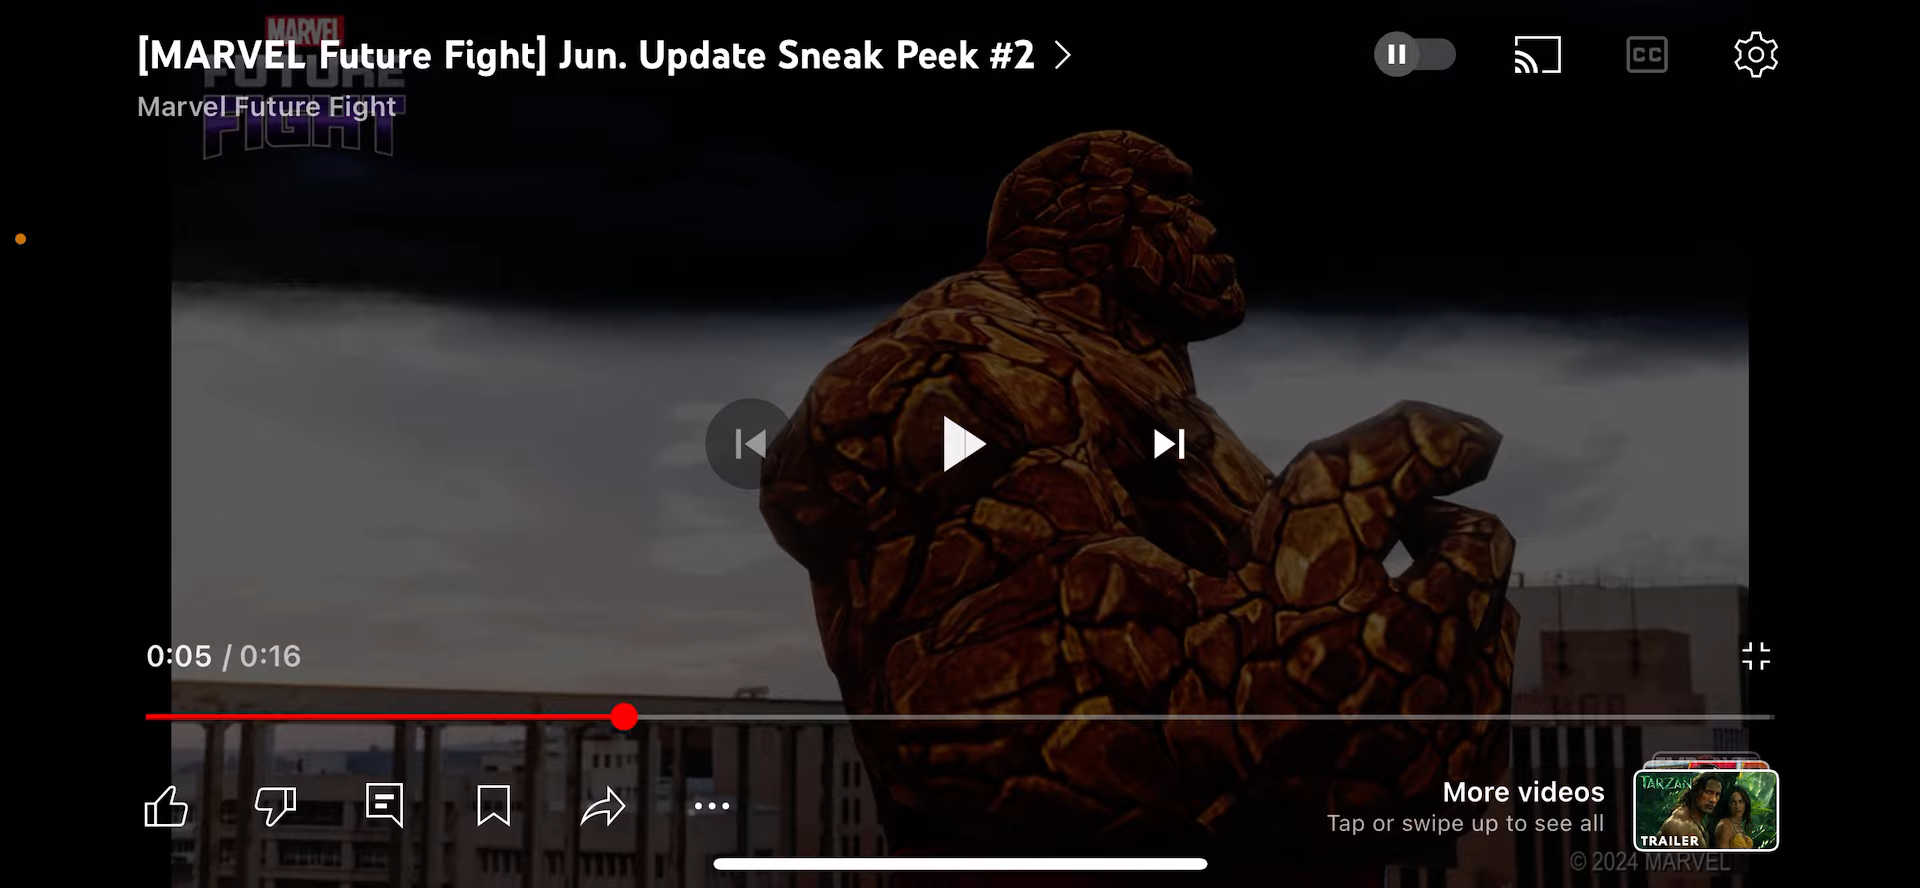 MARVEL
FUTURE
FIGHT
[MARVEL Future Fight] Jun. Update Sneak Peek #2
Marvel Future Fight
CC
0:05 / 0:16
More videos
Tap or swipe up to see all
TARZAN
TRAILER
© 2024 MARVEL